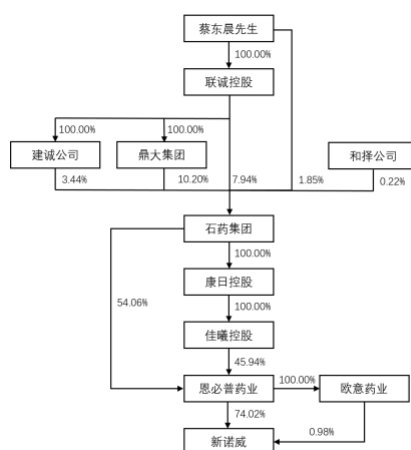 蔡东晨先生
100.00%
联诚控股
100.00% 100.00%
建诚公司 鼎大集团 和择公司
3.44% 10.20% 7.94% 1.85% 0.22%
石药集团
100.00%
康日控股
54.06% 100.00%
佳曦控股
45.94%
恩必普药业 100.00% 欧意药业
74.02%
0.98%
新诺威